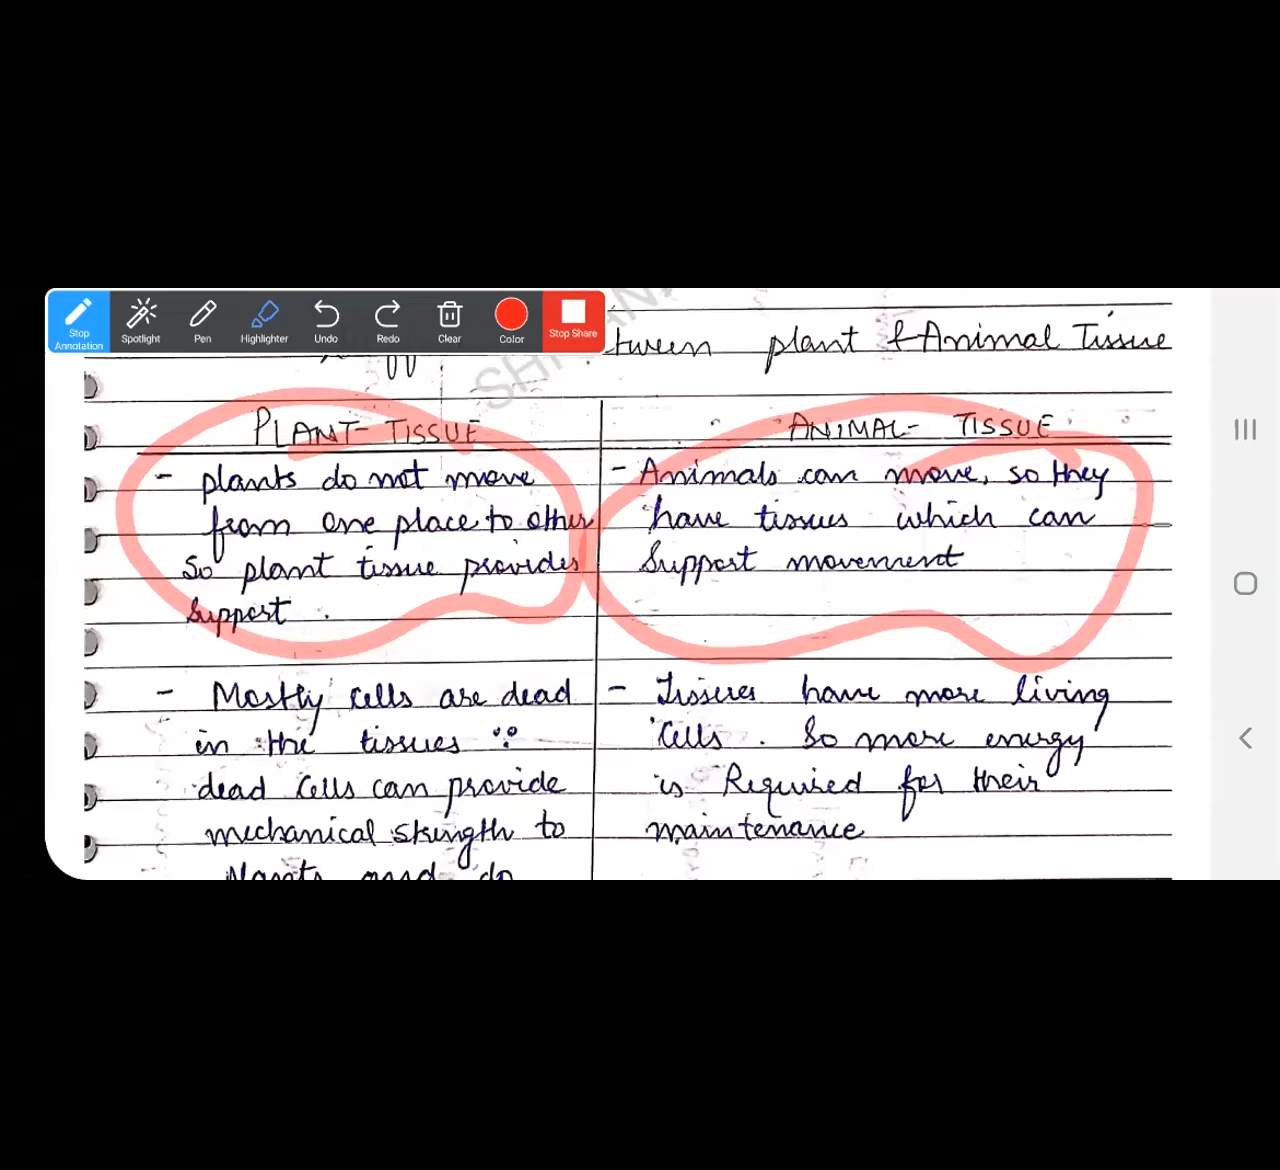 Stop Annotation
Spotlight
Pen
Highlighter
Undo
Redo
Clear
Color
Stop Share
tween plant & Animal Tissue
PLANT-TISSUE
- plants do not move
from one place to other
So plant tissue provides
support.
- Mostly cells are dead
in the tissues ∵
dead cells can provide
mechanical strength to
plants and do
ANIMAL- TISSUE
- Animals can move, so they
have tissues which can
support movement
- Tissues have more living
cells. So more energy
is Required for their
maintenance